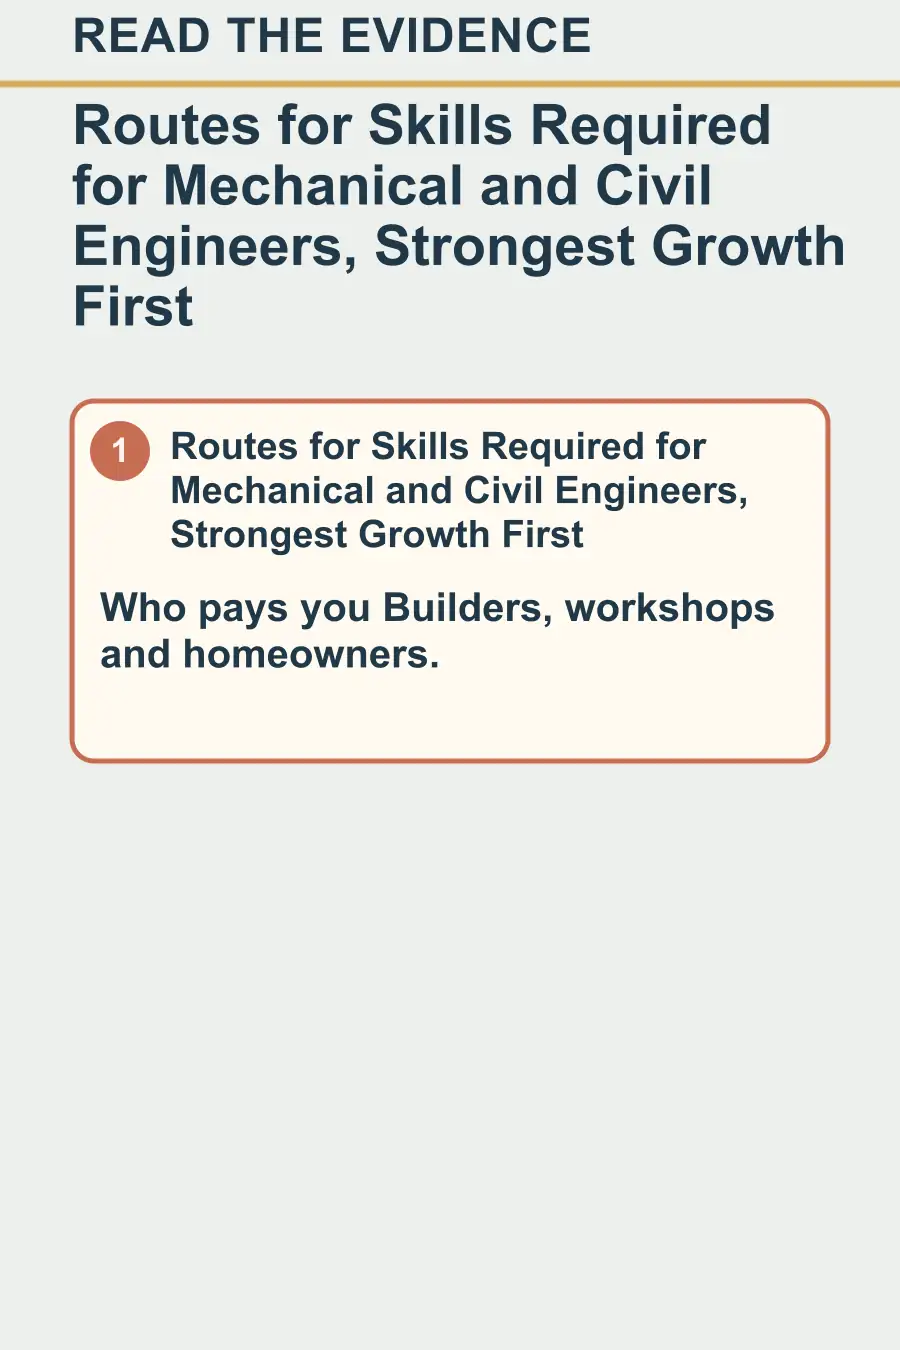 READ THE EVIDENCE
Routes for Skills Required
for Mechanical and Civil
Engineers, Strongest Growth
First
1
Routes for Skills Required for
Mechanical and Civil Engineers,
Strongest Growth First
Who pays you Builders, workshops
and homeowners.